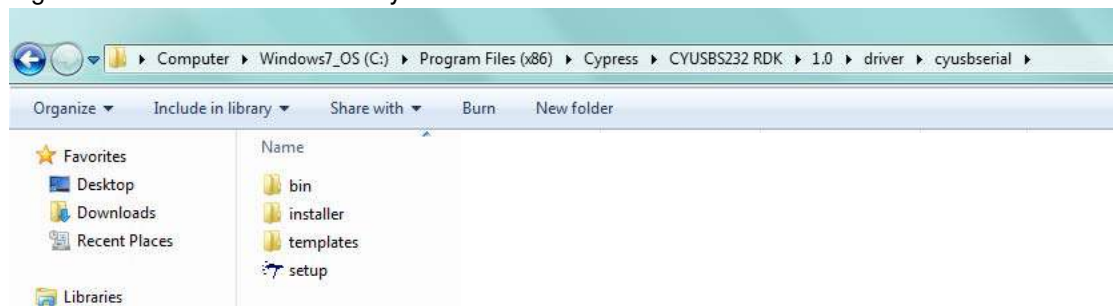 Computer ▸ Windows7_OS (C:) ▸ Program Files (x86) ▸ Cypress ▸ CYUSBS232 RDK ▸ 1.0 ▸ driver ▸ cyusbserial ▸
Organize ▾ Include in library ▾ Share with ▾ Burn New folder
Favorites
Desktop
Downloads
Recent Places
Libraries
Name
bin
installer
templates
setup